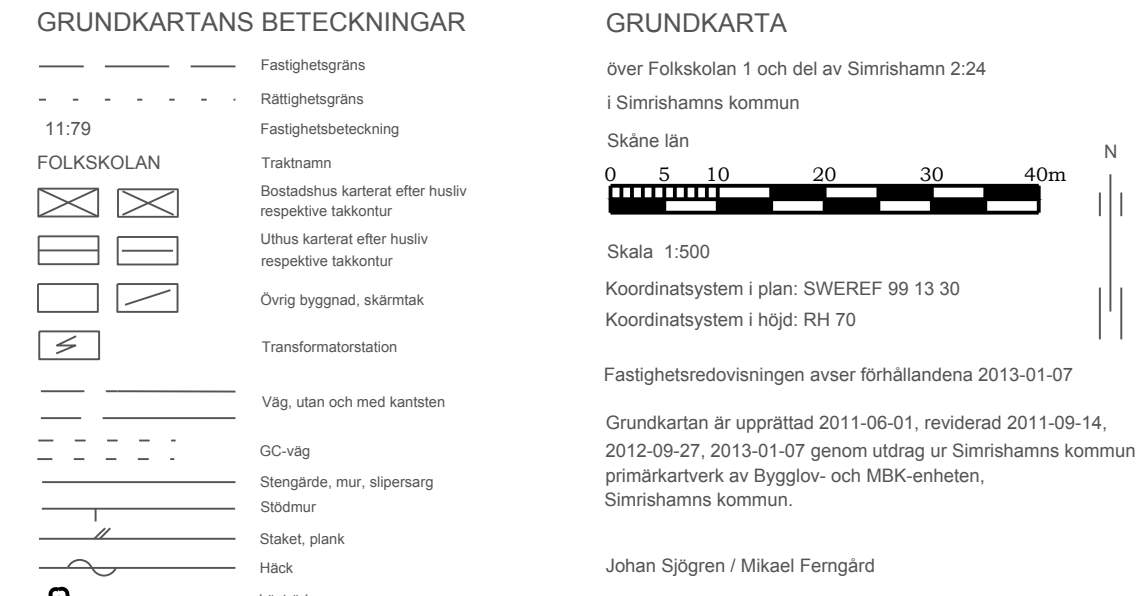 GRUNDKARTANS BETECKNINGAR
Fastighetsgräns
Rättighetsgräns
11:79 Fastighetsbeteckning
FOLKSKOLAN Traktnamn
Bostadshus karterat efter husliv
respektive takkontur
Uthus karterat efter husliv
respektive takkontur
Övrig byggnad, skärmtak
Transformatorstation
Väg, utan och med kantsten
GC-väg
Stengärde, mur, slipersarg
Stödmur
Staket, plank
Häck
GRUNDKARTA
över Folkskolan 1 och del av Simrishamn 2:24
i Simrishamns kommun
Skåne län
0 5 10 20 30 40m
N
Skala 1:500
Koordinatsystem i plan: SWEREF 99 13 30
Koordinatsystem i höjd: RH 70
Fastighetsredovisningen avser förhållandena 2013-01-07
Grundkartan är upprättad 2011-06-01, reviderad 2011-09-14,
2012-09-27, 2013-01-07 genom utdrag ur Simrishamns kommun
primärkartverk av Bygglov- och MBK-enheten,
Simrishamns kommun.
Johan Sjögren / Mikael Ferngård